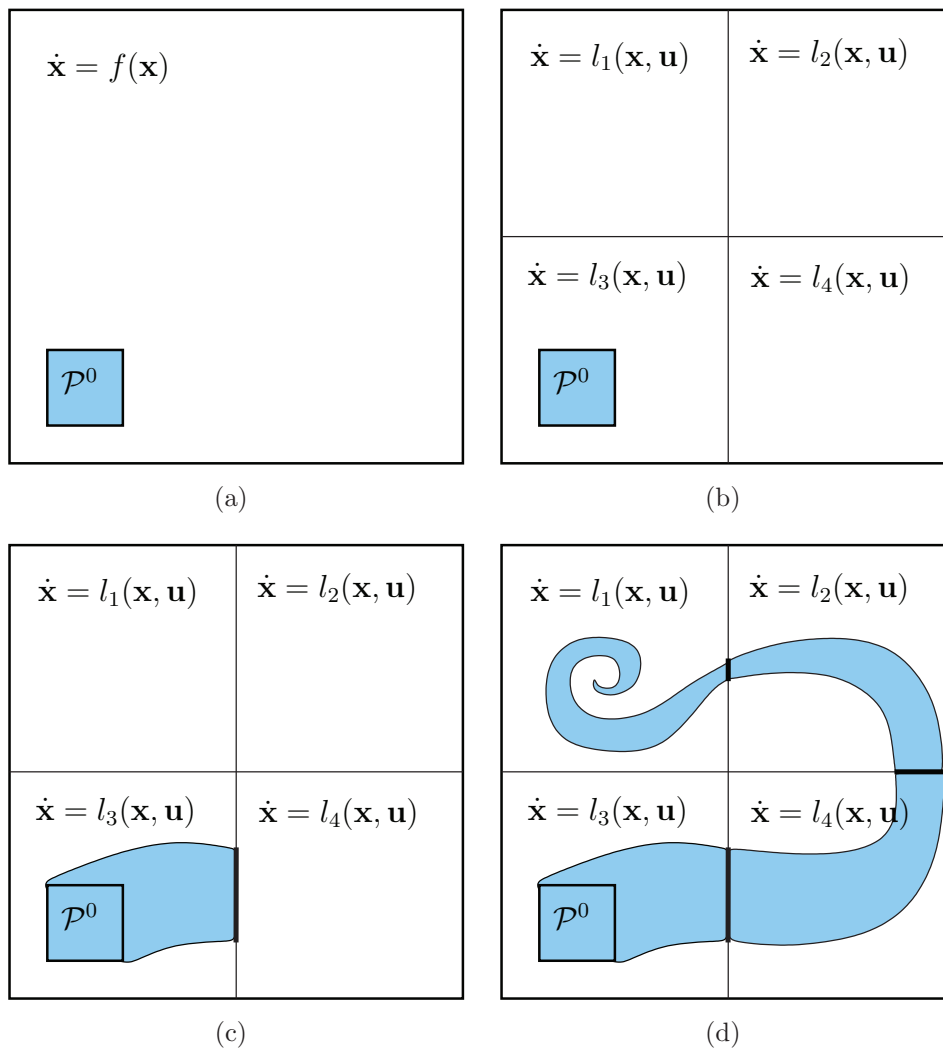 ẋ = f(x)
𝒫⁰
(a)
ẋ = l₁(x, u)
ẋ = l₂(x, u)
ẋ = l₃(x, u)
ẋ = l₄(x, u)
𝒫⁰
(b)
ẋ = l₁(x, u)
ẋ = l₂(x, u)
ẋ = l₃(x, u)
ẋ = l₄(x, u)
𝒫⁰
(c)
ẋ = l₁(x, u)
ẋ = l₂(x, u)
ẋ = l₃(x, u)
ẋ = l₄(x, u)
𝒫⁰
(d)